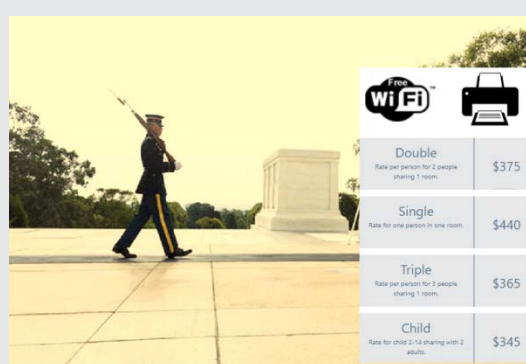 Free
WiFi™
Double
Rate per person for 2 people
sharing 1 room.
$375
Single
Rate for one person in one room.
$440
Triple
Rate per person for 3 people
sharing 1 room.
$365
Child
Rate for child 2-14 sharing with 2
adults.
$345